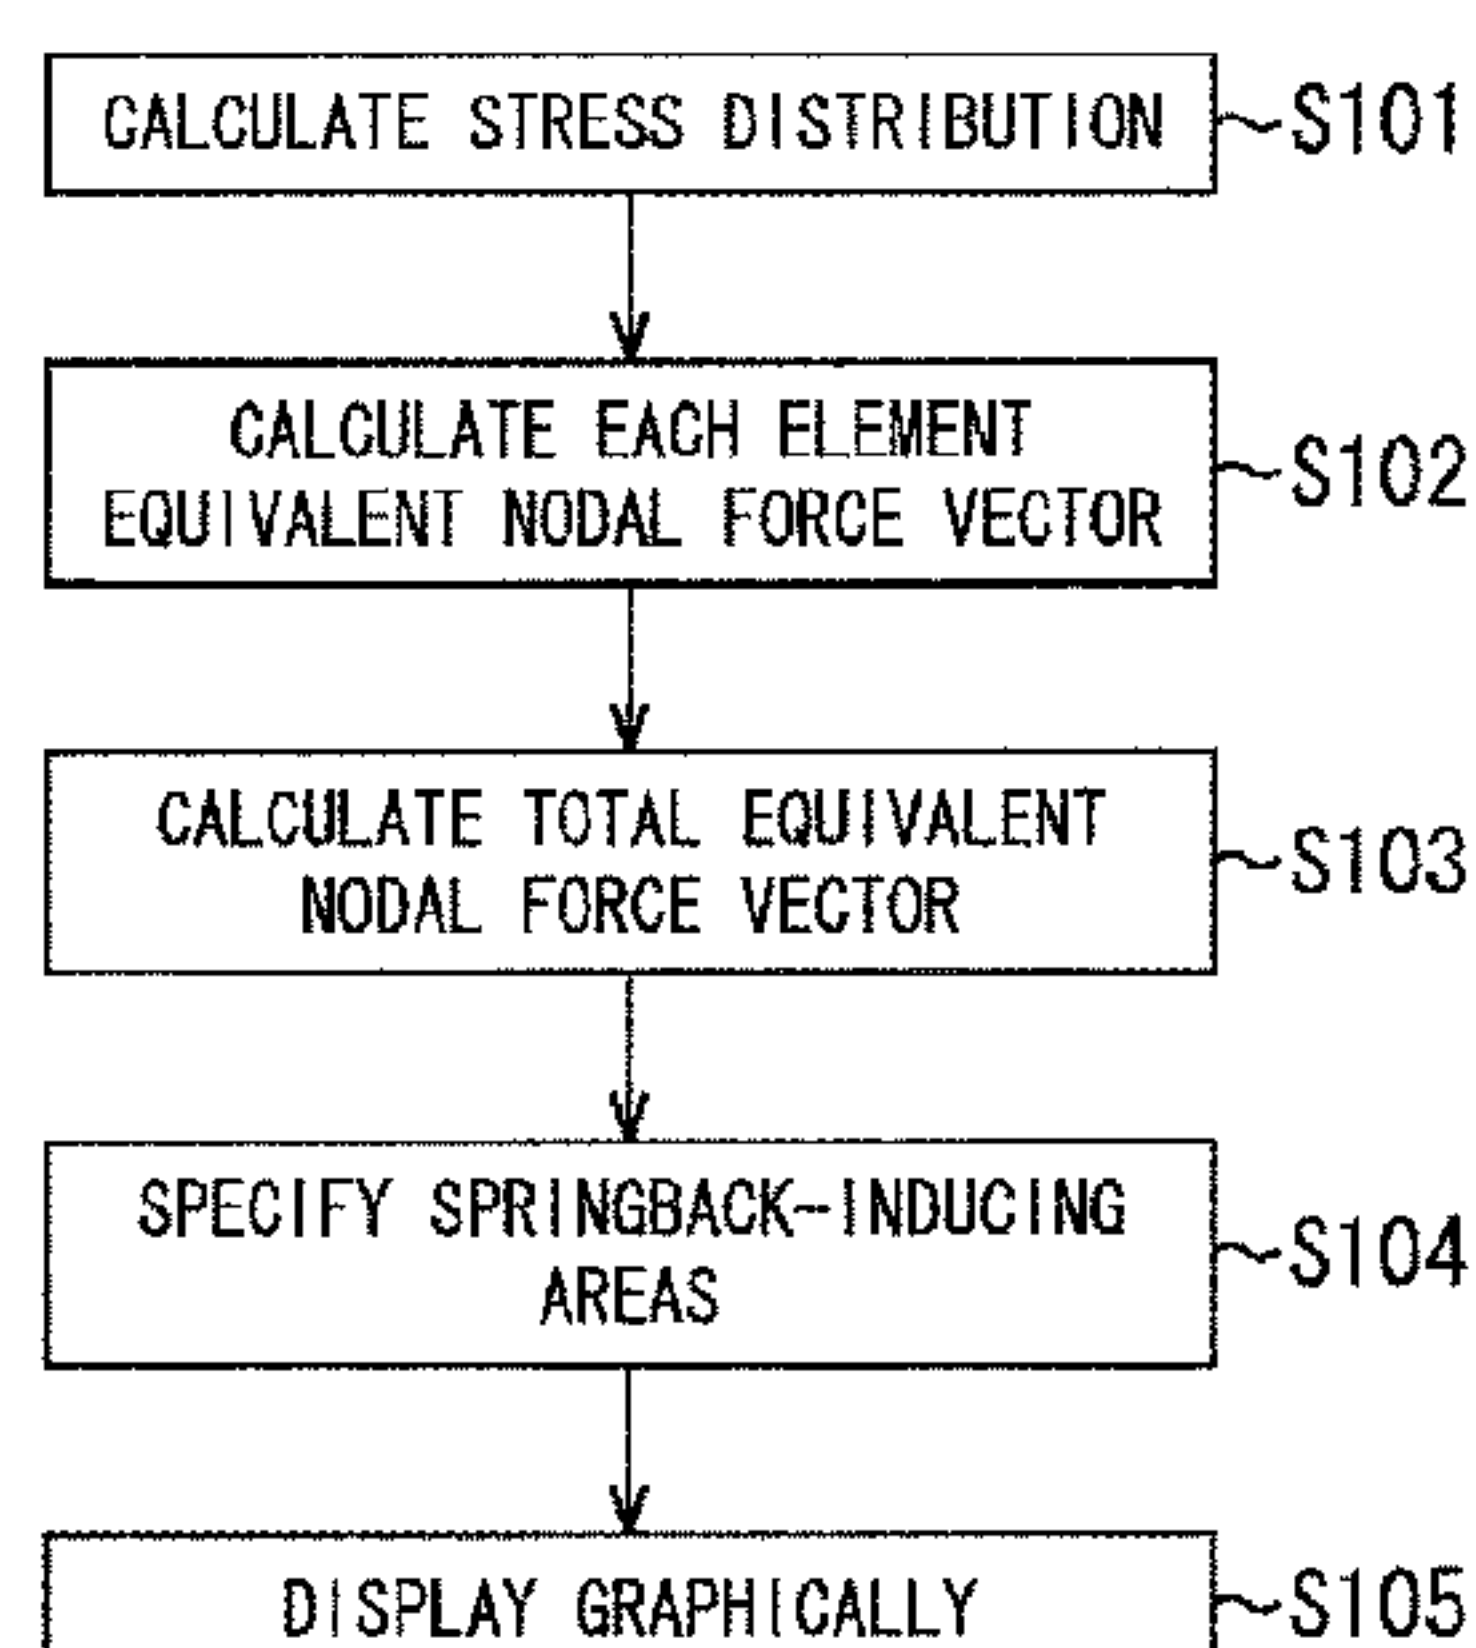 CALCULATE STRESS DISTRIBUTION
S101
CALCULATE EACH ELEMENT
EQUIVALENT NODAL FORCE VECTOR
S102
CALCULATE TOTAL EQUIVALENT
NODAL FORCE VECTOR
S103
SPECIFY SPRINGBACK-INDUCING
AREAS
S104
DISPLAY GRAPHICALLY
S105